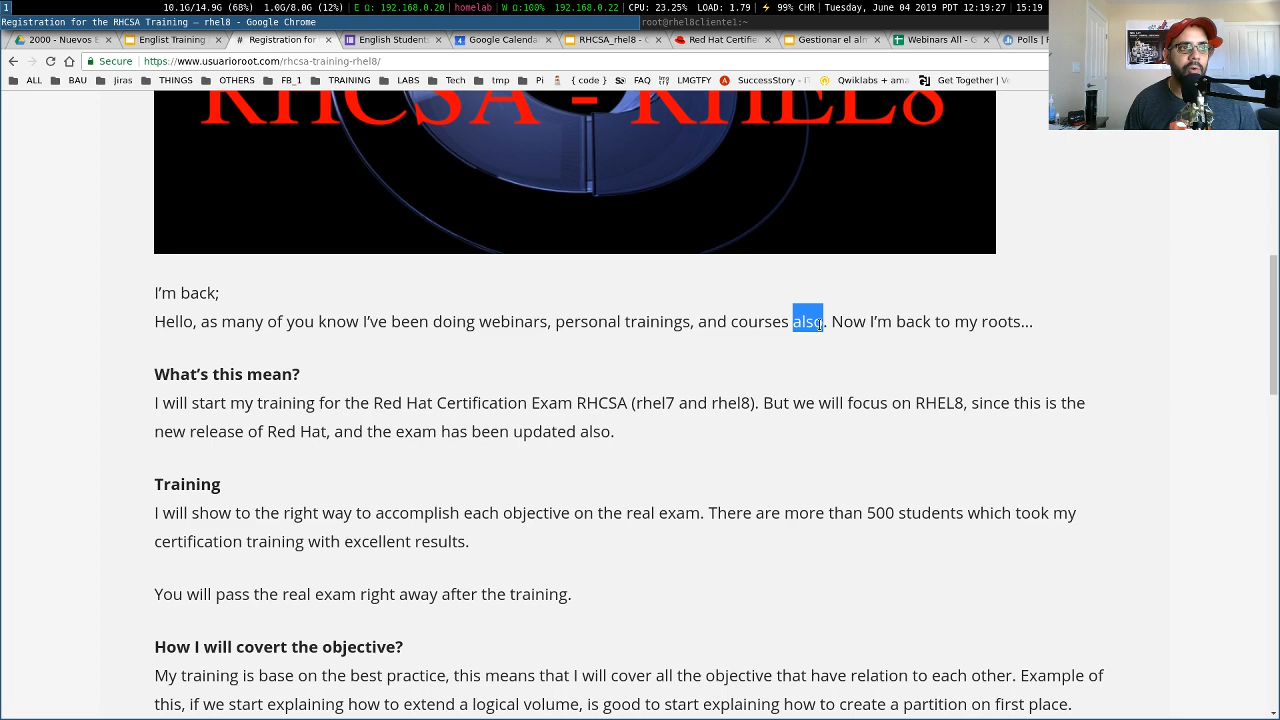 1 10.1G/14.9G (68%) | 1.0G/8.0G (12%) | E Ω: 192.168.0.20 | homelab | W Ω:100% 192.168.0.22 | CPU: 23.25% | LOAD: 1.79 | ⚡ 99% CHR | Tuesday, June 04 2019 PDT 12:19:27 | 15:19
Registration for the RHCSA Training – rhel8 - Google Chrome root@rhel8cliente1:~
2000 - Nuevos E × Englist Training × # Registration for × English Student × Google Calenda × RHCSA_rhel8 - × Red Hat Certifie × Gestionar el al × Webinars All - G × Polls |
Secure https://www.usuarioroot.com/rhcsa-training-rhel8/
ALL BAU Jiras THINGS OTHERS FB_1 TRAINING LABS Tech tmp Pi { code } FAQ LMGTFY SuccessStory - Qwiklabs + ama Get Together |
RHCSA - RHEL8
I’m back;
Hello, as many of you know I’ve been doing webinars, personal trainings, and courses also. Now I’m back to my roots…
What’s this mean?
I will start my training for the Red Hat Certification Exam RHCSA (rhel7 and rhel8). But we will focus on RHEL8, since this is the
new release of Red Hat, and the exam has been updated also.
Training
I will show to the right way to accomplish each objective on the real exam. There are more than 500 students which took my
certification training with excellent results.
You will pass the real exam right away after the training.
How I will covert the objective?
My training is base on the best practice, this means that I will cover all the objective that have relation to each other. Example of
this, if we start explaining how to extend a logical volume, is good to start explaining how to create a partition on first place.